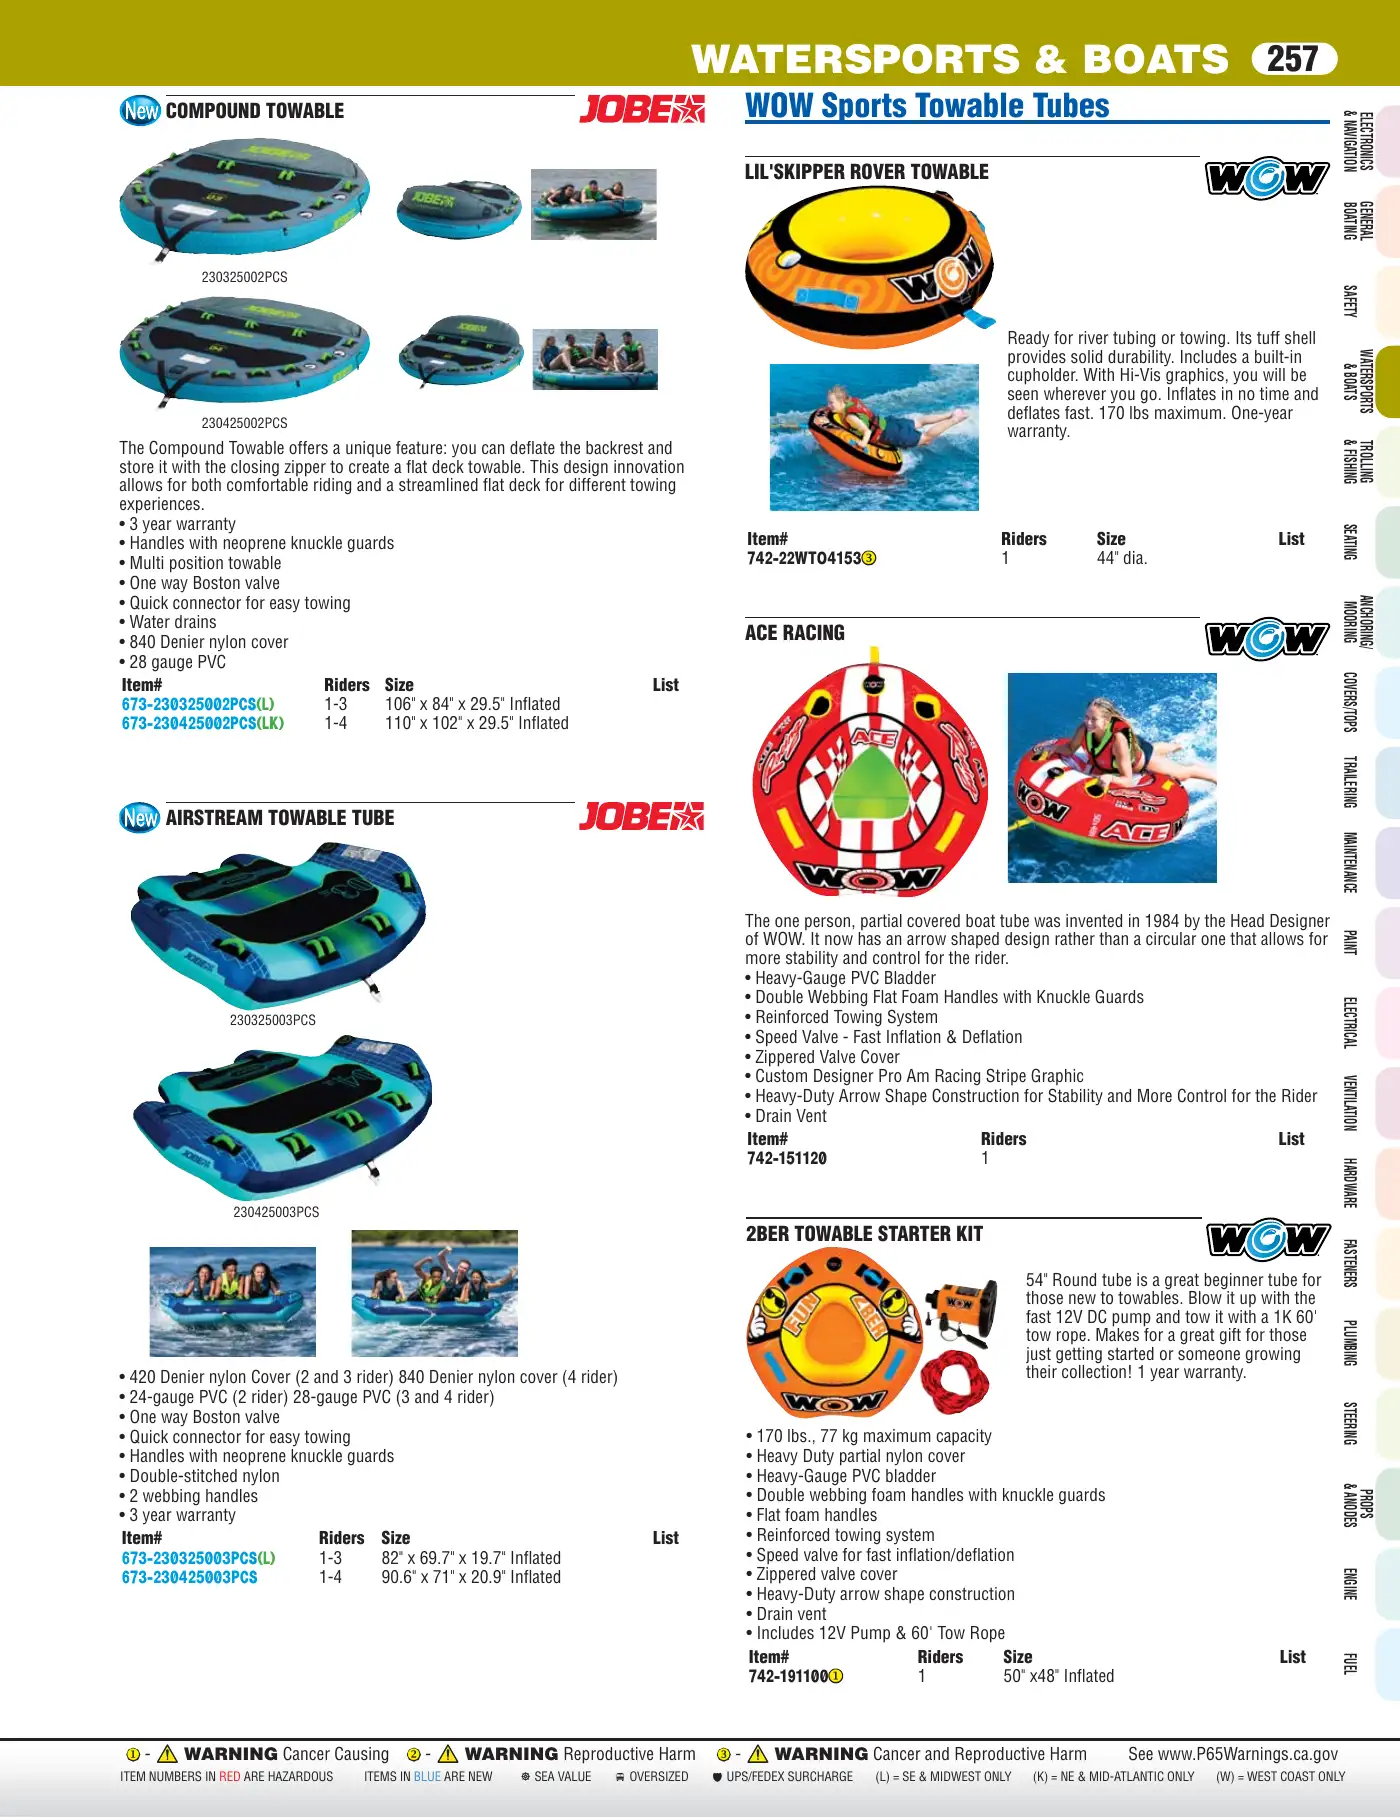 WATERSPORTS & BOATS 257
New COMPOUND TOWABLE
JOBE
230325002PCS
230425002PCS
The Compound Towable offers a unique feature: you can deflate the backrest and
store it with the closing zipper to create a flat deck towable. This design innovation
allows for both comfortable riding and a streamlined flat deck for different towing
experiences.
• 3 year warranty
• Handles with neoprene knuckle guards
• Multi position towable
• One way Boston valve
• Quick connector for easy towing
• Water drains
• 840 Denier nylon cover
• 28 gauge PVC
Item# Riders Size List
673-230325002PCS(L) 1-3 106" x 84" x 29.5" Inflated
673-230425002PCS(LK) 1-4 110" x 102" x 29.5" Inflated
New AIRSTREAM TOWABLE TUBE
JOBE
230325003PCS
230425003PCS
• 420 Denier nylon Cover (2 and 3 rider) 840 Denier nylon cover (4 rider)
• 24-gauge PVC (2 rider) 28-gauge PVC (3 and 4 rider)
• One way Boston valve
• Quick connector for easy towing
• Handles with neoprene knuckle guards
• Double-stitched nylon
• 2 webbing handles
• 3 year warranty
Item# Riders Size List
673-230325003PCS(L) 1-3 82" x 69.7" x 19.7" Inflated
673-230425003PCS 1-4 90.6" x 71" x 20.9" Inflated
WOW Sports Towable Tubes
LIL'SKIPPER ROVER TOWABLE
WOW
WOW
Ready for river tubing or towing. Its tuff shell
provides solid durability. Includes a built-in
cupholder. With Hi-Vis graphics, you will be
seen wherever you go. Inflates in no time and
deflates fast. 170 lbs maximum. One-year
warranty.
Item# Riders Size List
742-22WTO4153③ 1 44" dia.
ACE RACING
WOW
ACE
WOW
WOW
ACE
The one person, partial covered boat tube was invented in 1984 by the Head Designer
of WOW. It now has an arrow shaped design rather than a circular one that allows for
more stability and control for the rider.
• Heavy-Gauge PVC Bladder
• Double Webbing Flat Foam Handles with Knuckle Guards
• Reinforced Towing System
• Speed Valve - Fast Inflation & Deflation
• Zippered Valve Cover
• Custom Designer Pro Am Racing Stripe Graphic
• Heavy-Duty Arrow Shape Construction for Stability and More Control for the Rider
• Drain Vent
Item# Riders List
742-151120 1
2BER TOWABLE STARTER KIT
WOW
FUN 2BER
WOW
WOW
54" Round tube is a great beginner tube for
those new to towables. Blow it up with the
fast 12V DC pump and tow it with a 1K 60'
tow rope. Makes for a great gift for those
just getting started or someone growing
their collection! 1 year warranty.
• 170 lbs., 77 kg maximum capacity
• Heavy Duty partial nylon cover
• Heavy-Gauge PVC bladder
• Double webbing foam handles with knuckle guards
• Flat foam handles
• Reinforced towing system
• Speed valve for fast inflation/deflation
• Zippered valve cover
• Heavy-Duty arrow shape construction
• Drain vent
• Includes 12V Pump & 60' Tow Rope
Item# Riders Size List
742-191100① 1 50" x48" Inflated
ELECTRONICS
& NAVIGATION
GENERAL
BOATING
SAFETY
WATERSPORTS
& BOATS
TROLLING
& FISHING
SEATING
ANCHORING/
MOORING
COVERS/TOPS
TRAILERING
MAINTENANCE
PAINT
ELECTRICAL
VENTILATION
HARDWARE
FASTENERS
PLUMBING
STEERING
PROPS
& ANODES
ENGINE
FUEL
① - ⚠ WARNING Cancer Causing ② - ⚠ WARNING Reproductive Harm ③ - ⚠ WARNING Cancer and Reproductive Harm See www.P65Warnings.ca.gov
ITEM NUMBERS IN RED ARE HAZARDOUS ITEMS IN BLUE ARE NEW SEA VALUE OVERSIZED UPS/FEDEX SURCHARGE (L) = SE & MIDWEST ONLY (K) = NE & MID-ATLANTIC ONLY (W) = WEST COAST ONLY